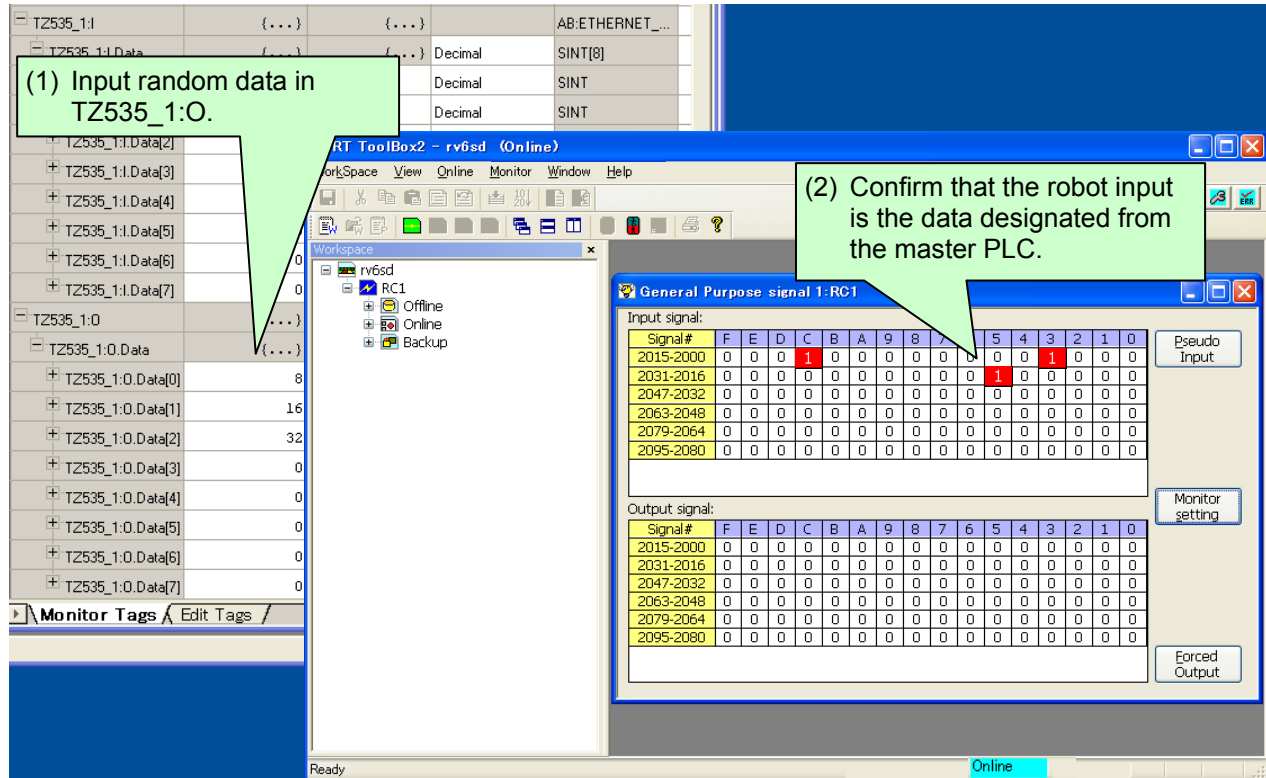 TZ535_1:I {...} {...} AB:ETHERNET_...
TZ535_1:I.Data {...} {...} Decimal SINT[8]
(1) Input random data in
TZ535_1:O.
Decimal SINT
Decimal SINT
TZ535_1:I.Data[2]
TZ535_1:I.Data[3]
TZ535_1:I.Data[4]
TZ535_1:I.Data[5]
TZ535_1:I.Data[6] 0
TZ535_1:I.Data[7] 0
TZ535_1:O ...}
TZ535_1:O.Data {...}
TZ535_1:O.Data[0] 8
TZ535_1:O.Data[1] 16
TZ535_1:O.Data[2] 32
TZ535_1:O.Data[3] 0
TZ535_1:O.Data[4] 0
TZ535_1:O.Data[5] 0
TZ535_1:O.Data[6] 0
TZ535_1:O.Data[7] 0
Monitor Tags Edit Tags
RT ToolBox2 - rv6sd (Online)
orkSpace View Online Monitor Window Help
ERR
(2) Confirm that the robot input
is the data designated from
the master PLC.
Workspace x
rv6sd
RC1
Offline
Online
Backup
General Purpose signal 1:RC1
Input signal:
Signal# F E D C B A 9 8 7 5 4 3 2 1 0
2015-2000 0 0 0 1 0 0 0 0 0 0 0 0 1 0 0 0
2031-2016 0 0 0 0 0 0 0 0 0 0 1 0 0 0 0 0
2047-2032 0 0 0 0 0 0 0 0 0 0 0 0 0 0 0 0
2063-2048 0 0 0 0 0 0 0 0 0 0 0 0 0 0 0 0
2079-2064 0 0 0 0 0 0 0 0 0 0 0 0 0 0 0 0
2095-2080 0 0 0 0 0 0 0 0 0 0 0 0 0 0 0 0
Pseudo
Input
Monitor
setting
Output signal:
Signal# F E D C B A 9 8 7 6 5 4 3 2 1 0
2015-2000 0 0 0 0 0 0 0 0 0 0 0 0 0 0 0 0
2031-2016 0 0 0 0 0 0 0 0 0 0 0 0 0 0 0 0
2047-2032 0 0 0 0 0 0 0 0 0 0 0 0 0 0 0 0
2063-2048 0 0 0 0 0 0 0 0 0 0 0 0 0 0 0 0
2079-2064 0 0 0 0 0 0 0 0 0 0 0 0 0 0 0 0
2095-2080 0 0 0 0 0 0 0 0 0 0 0 0 0 0 0 0
Forced
Output
Ready Online